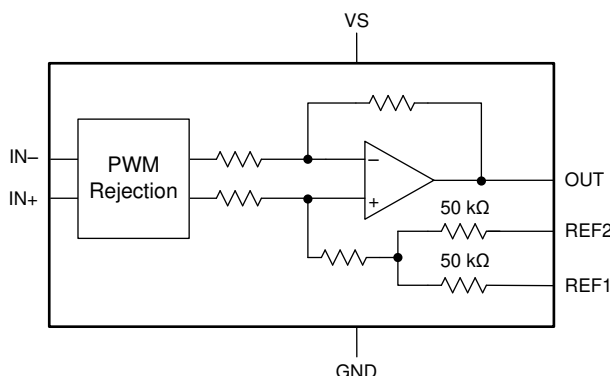 VS
IN–
IN+
PWM
Rejection
–
+
OUT
50 kΩ
REF2
50 kΩ
REF1
GND